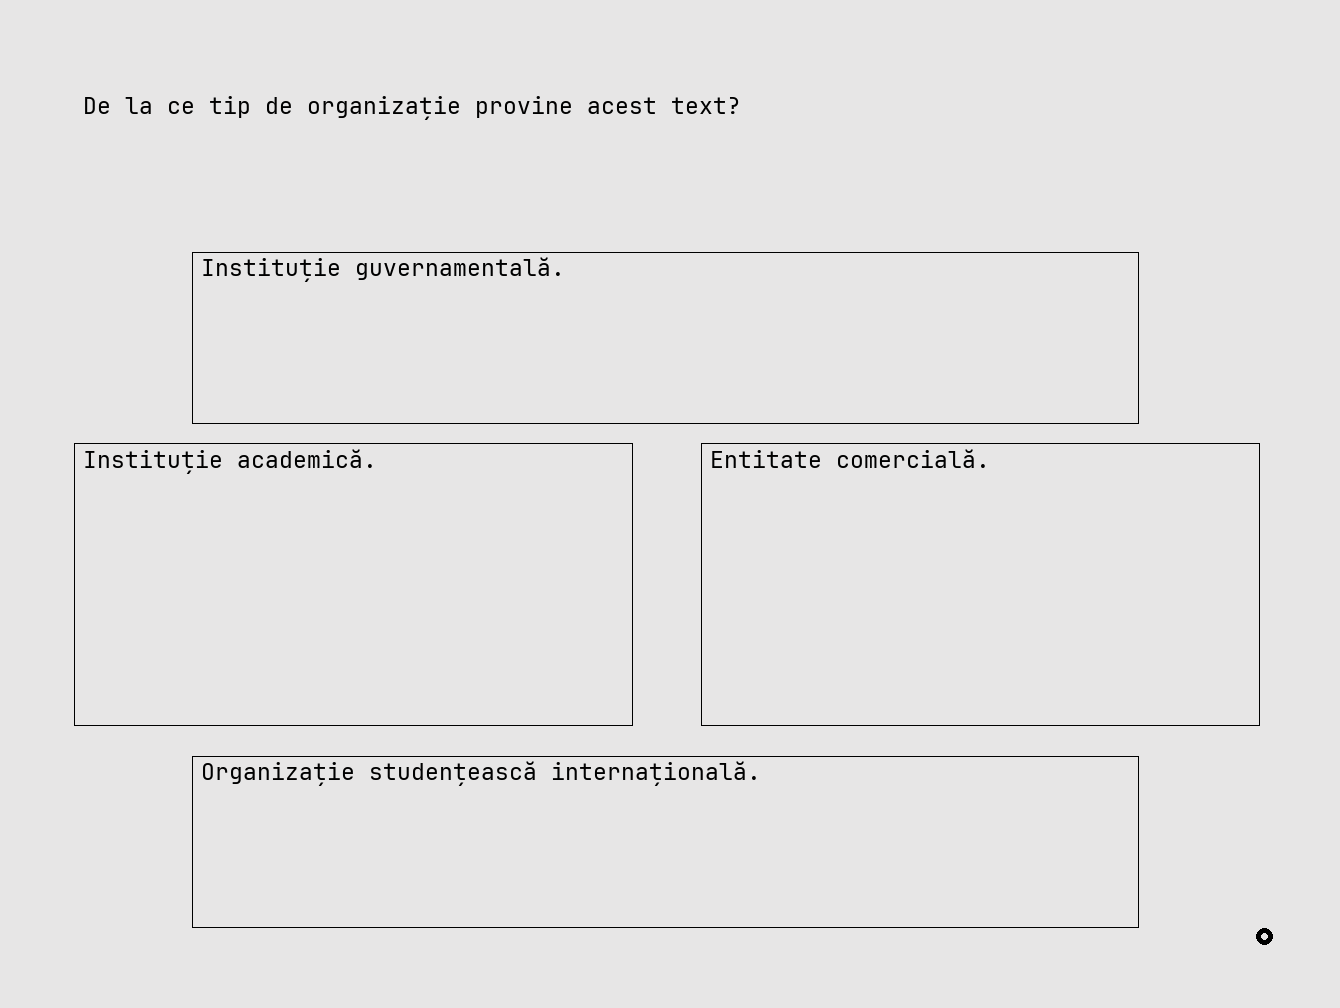 De la ce tip de organizație provine acest text?
Instituție guvernamentală.
Instituție academică.
Entitate comercială.
Organizație studențească internațională.